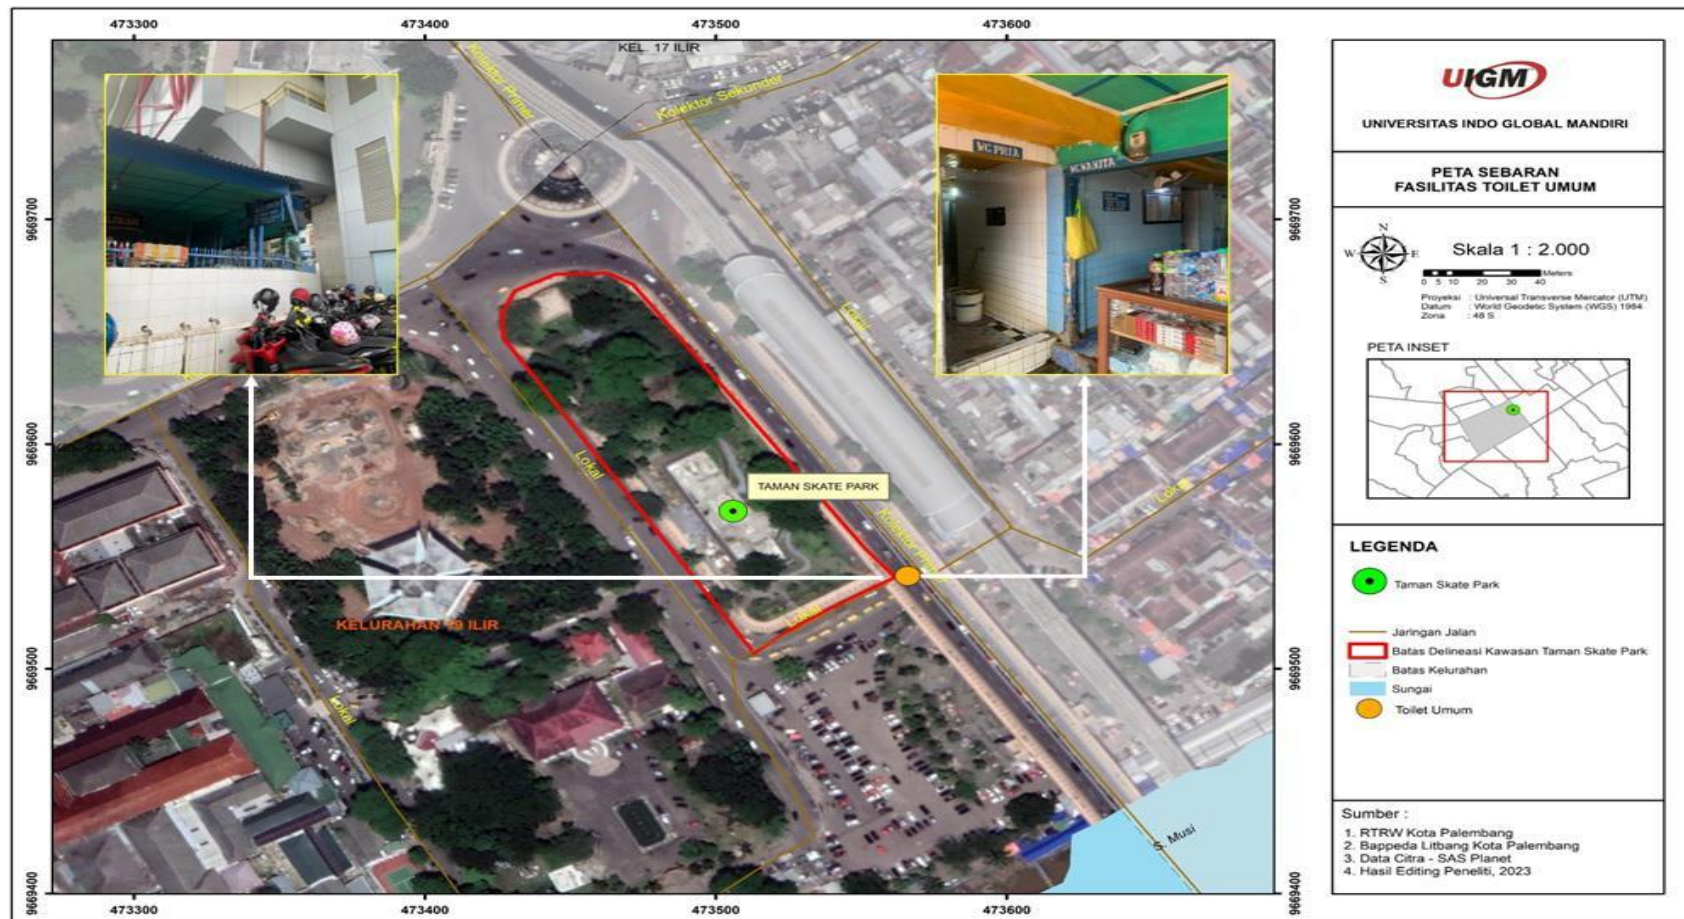 473300
473400
473500
473600
9669700
9669600
9669500
9669400
9669700
9669600
9669500
9669400
473300
473400
473500
473600
KEL 17 ILIR
Kolektor Primer
Kolektor Sekunder
WC PRIA
WC WANITA
Lokal
Lokal
TAMAN SKATE PARK
Lokal
Lokal
KELURAHAN 19 ILIR
Lokal
S. Musi
UIGM
UNIVERSITAS INDO GLOBAL MANDIRI
PETA SEBARAN
FASILITAS TOILET UMUM
N
W E
S
Skala 1 : 2.000
0 5 10 20 30 40 Meters
Proyeksi : Universal Transverse Mercator (UTM)
Datum : World Geodetic System (WGS) 1984
Zona : 48 S
PETA INSET
LEGENDA
Taman Skate Park
Jaringan Jalan
Batas Delineasi Kawasan Taman Skate Park
Batas Kelurahan
Sungai
Toilet Umum
Sumber :
1. RTRW Kota Palembang
2. Bappeda Litbang Kota Palembang
3. Data Citra - SAS Planet
4. Hasil Editing Peneliti, 2023